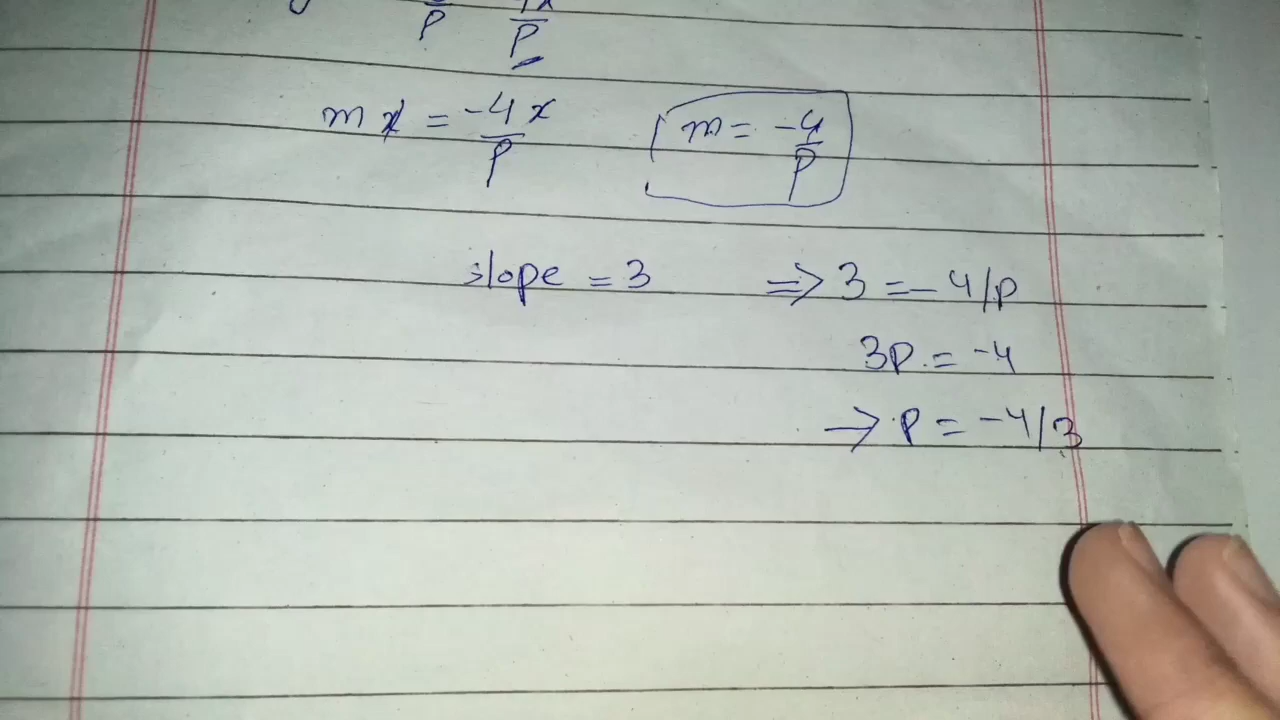 P P
mx = -4x/P m = -4/P
slope = 3 => 3 = -4/P
3P = -4
→ P = -4/3